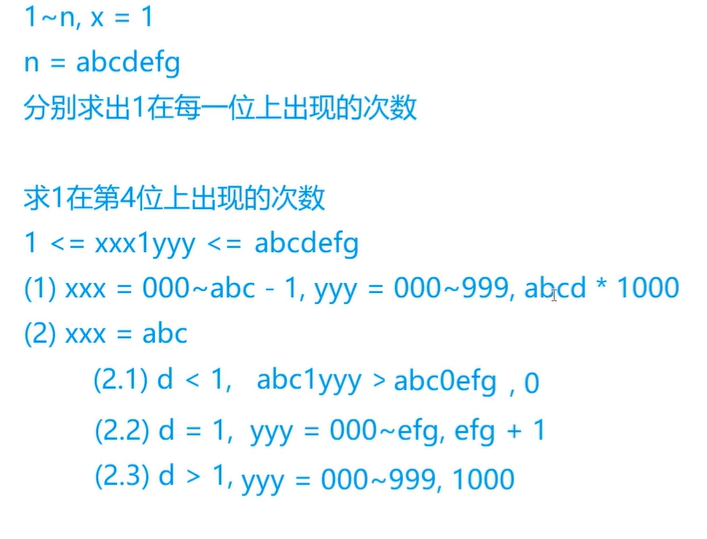 1~n, x = 1
n = abcdefg
分别求出1在每一位上出现的次数
求1在第4位上出现的次数
1 <= xxx1yyy <= abcdefg
(1) xxx = 000~abc - 1, yyy = 000~999, abcd * 1000
(2) xxx = abc
(2.1) d < 1, abc1yyy > abc0efg , 0
(2.2) d = 1, yyy = 000~efg, efg + 1
(2.3) d > 1, yyy = 000~999, 1000